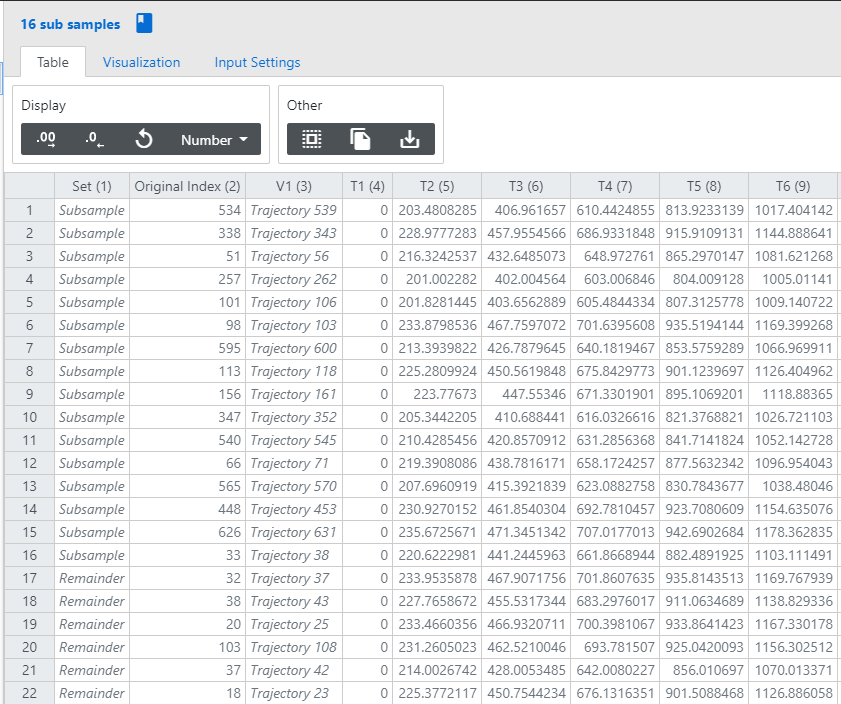 16 sub samples
Table Visualization Input Settings
Display Other
.00 .0 Number
Set (1) Original Index (2) V1 (3) T1 (4) T2 (5) T3 (6) T4 (7) T5 (8) T6 (9)
1 Subsample 534 Trajectory 539 0 203.4808285 406.961657 610.4424855 813.9233139 1017.404142
2 Subsample 338 Trajectory 343 0 228.9777283 457.9554566 686.9331848 915.9109131 1144.888641
3 Subsample 51 Trajectory 56 0 216.3242537 432.6485073 648.972761 865.2970147 1081.621268
4 Subsample 257 Trajectory 262 0 201.002282 402.004564 603.006846 804.009128 1005.01141
5 Subsample 101 Trajectory 106 0 201.8281445 403.6562889 605.4844334 807.3125778 1009.140722
6 Subsample 98 Trajectory 103 0 233.8798536 467.7597072 701.6395608 935.5194144 1169.399268
7 Subsample 595 Trajectory 600 0 213.3939822 426.7879645 640.1819467 853.5759289 1066.969911
8 Subsample 113 Trajectory 118 0 225.2809924 450.5619848 675.8429773 901.1239697 1126.404962
9 Subsample 156 Trajectory 161 0 223.77673 447.55346 671.3301901 895.1069201 1118.88365
10 Subsample 347 Trajectory 352 0 205.3442205 410.688441 616.0326616 821.3768821 1026.721103
11 Subsample 540 Trajectory 545 0 210.4285456 420.8570912 631.2856368 841.7141824 1052.142728
12 Subsample 66 Trajectory 71 0 219.3908086 438.7816171 658.1724257 877.5632342 1096.954043
13 Subsample 565 Trajectory 570 0 207.6960919 415.3921839 623.0882758 830.7843677 1038.48046
14 Subsample 448 Trajectory 453 0 230.9270152 461.8540304 692.7810457 923.7080609 1154.635076
15 Subsample 626 Trajectory 631 0 235.6725671 471.3451342 707.0177013 942.6902684 1178.362835
16 Subsample 33 Trajectory 38 0 220.6222981 441.2445963 661.8668944 882.4891925 1103.111491
17 Remainder 32 Trajectory 37 0 233.9535878 467.9071756 701.8607635 935.8143513 1169.767939
18 Remainder 38 Trajectory 43 0 227.7658672 455.5317344 683.2976017 911.0634689 1138.829336
19 Remainder 20 Trajectory 25 0 233.4660356 466.9320711 700.3981067 933.8641423 1167.330178
20 Remainder 103 Trajectory 108 0 231.2605023 462.5210046 693.781507 925.0420093 1156.302512
21 Remainder 37 Trajectory 42 0 214.0026742 428.0053485 642.0080227 856.010697 1070.013371
22 Remainder 18 Trajectory 23 0 225.3772117 450.7544234 676.1316351 901.5088468 1126.886058